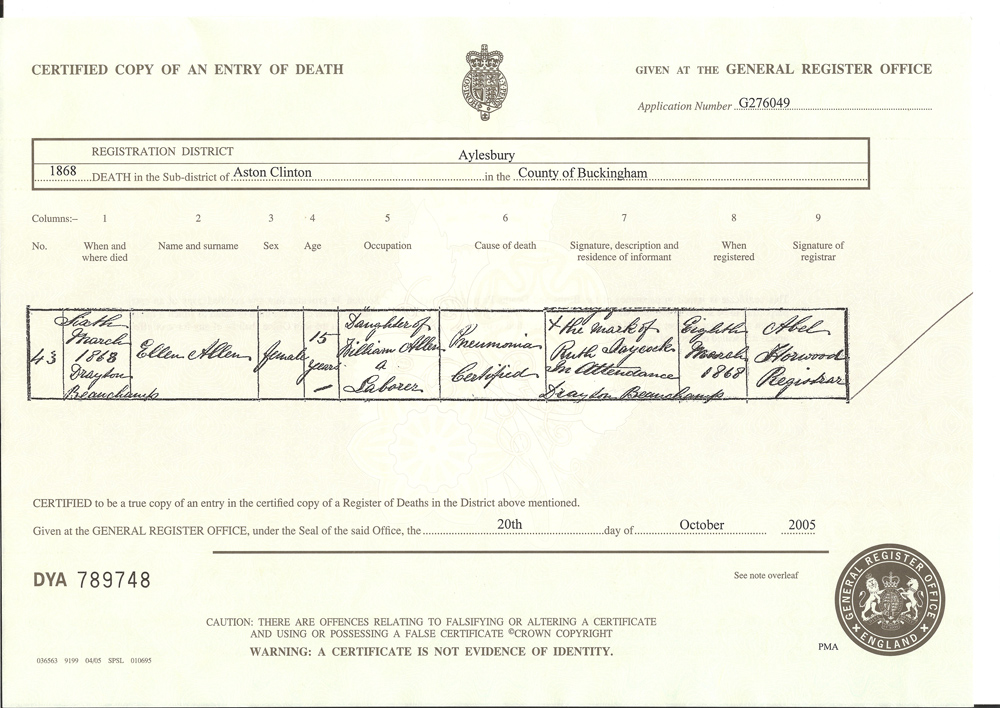 CERTIFIED COPY OF AN ENTRY OF DEATH
GIVEN AT THE GENERAL REGISTER OFFICE
Application Number G276049
REGISTRATION DISTRICT Aylesbury
1868 DEATH in the Sub-district of Aston Clinton in the County of Buckingham
Columns:– 1 2 3 4 5 6 7 8 9
No. When and where died Name and surname Sex Age Occupation Cause of death Signature, description and residence of informant When registered Signature of registrar
43
Sixth
March
1868
Drayton
Beauchamp
Ellen Allen
female
15
years
Daughter of
William Allen
a
Laborer
Pneumonia
Certified
X the mark of
Ruth Jaycock
In Attendance
Drayton Beauchamp
Eighth
March
1868
Abel
Horwood
Registrar
CERTIFIED to be a true copy of an entry in the certified copy of a Register of Deaths in the District above mentioned.
Given at the GENERAL REGISTER OFFICE, under the Seal of the said Office, the 20th day of October 2005
DYA 789748
See note overleaf
CAUTION: THERE ARE OFFENCES RELATING TO FALSIFYING OR ALTERING A CERTIFICATE
AND USING OR POSSESSING A FALSE CERTIFICATE ©CROWN COPYRIGHT
WARNING: A CERTIFICATE IS NOT EVIDENCE OF IDENTITY.
036563 9199 04/05 SPSL 010695
PMA
GENERAL REGISTER OFFICE
ENGLAND